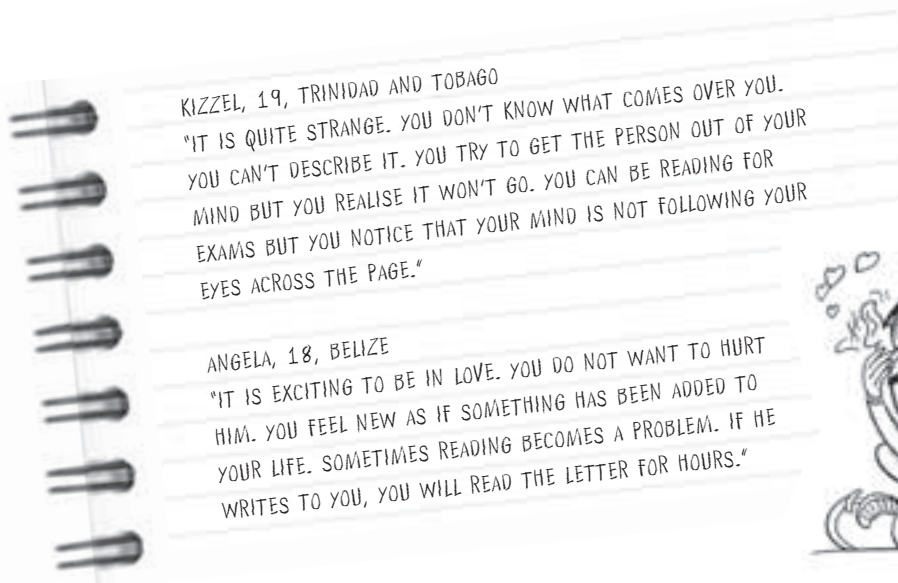 KIZZEL, 19, TRINIDAD AND TOBAGO
"IT IS QUITE STRANGE. YOU DON'T KNOW WHAT COMES OVER YOU.
YOU CAN'T DESCRIBE IT. YOU TRY TO GET THE PERSON OUT OF YOUR
MIND BUT YOU REALISE IT WON'T GO. YOU CAN BE READING FOR
EXAMS BUT YOU NOTICE THAT YOUR MIND IS NOT FOLLOWING YOUR
EYES ACROSS THE PAGE."
ANGELA, 18, BELIZE
"IT IS EXCITING TO BE IN LOVE. YOU DO NOT WANT TO HURT
HIM. YOU FEEL NEW AS IF SOMETHING HAS BEEN ADDED TO
YOUR LIFE. SOMETIMES READING BECOMES A PROBLEM. IF HE
WRITES TO YOU, YOU WILL READ THE LETTER FOR HOURS."